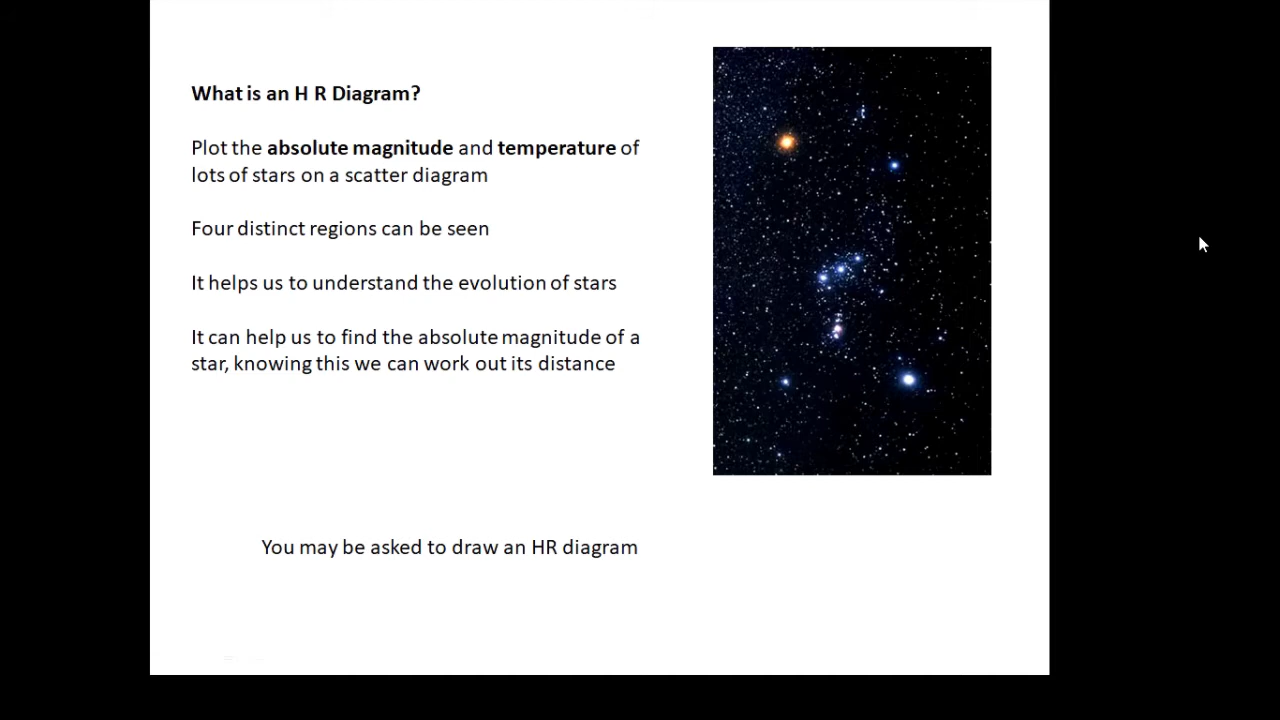 What is an H R Diagram?
Plot the absolute magnitude and temperature of
lots of stars on a scatter diagram
Four distinct regions can be seen
It helps us to understand the evolution of stars
It can help us to find the absolute magnitude of a
star, knowing this we can work out its distance
You may be asked to draw an HR diagram